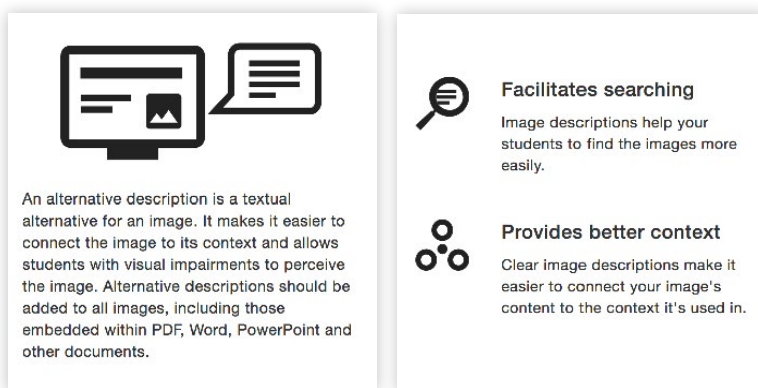 An alternative description is a textual
alternative for an image. It makes it easier to
connect the image to its context and allows
students with visual impairments to perceive
the image. Alternative descriptions should be
added to all images, including those
embedded within PDF, Word, PowerPoint and
other documents.
Facilitates searching
Image descriptions help your
students to find the images more
easily.
Provides better context
Clear image descriptions make it
easier to connect your image's
content to the context it's used in.